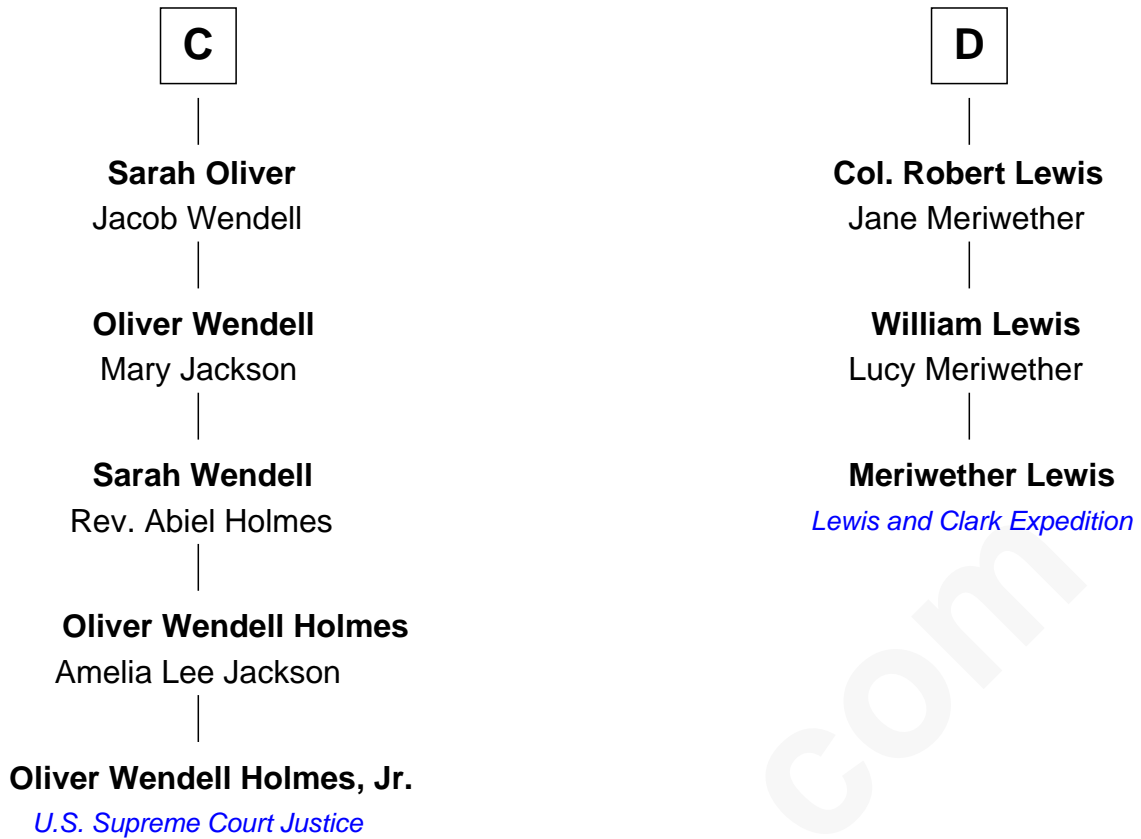 C
Sarah Oliver
Jacob Wendell
Oliver Wendell
Mary Jackson
Sarah Wendell
Rev. Abiel Holmes
Oliver Wendell Holmes
Amelia Lee Jackson
Oliver Wendell Holmes, Jr.
U.S. Supreme Court Justice
D
Col. Robert Lewis
Jane Meriwether
William Lewis
Lucy Meriwether
Meriwether Lewis
Lewis and Clark Expedition
com